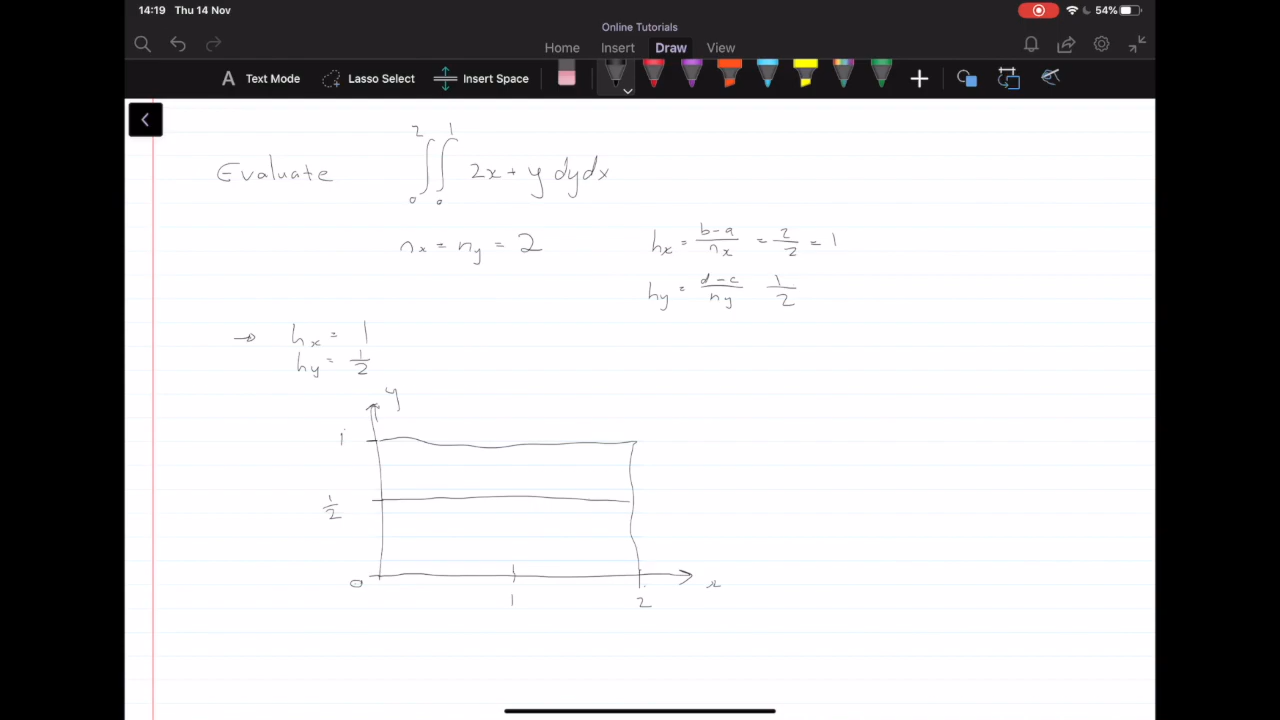 14:19 Thu 14 Nov 54%
Online Tutorials
Home Insert Draw View
A Text Mode Lasso Select Insert Space
Evaluate ∫₀² ∫₀¹ 2x + y dydx
nx = ny = 2
hx = b-a/nx = 2/2 = 1
hy = d-c/ny 1/2
→ hx = 1
hy = 1/2
y
1
1/2
0
x
1 2